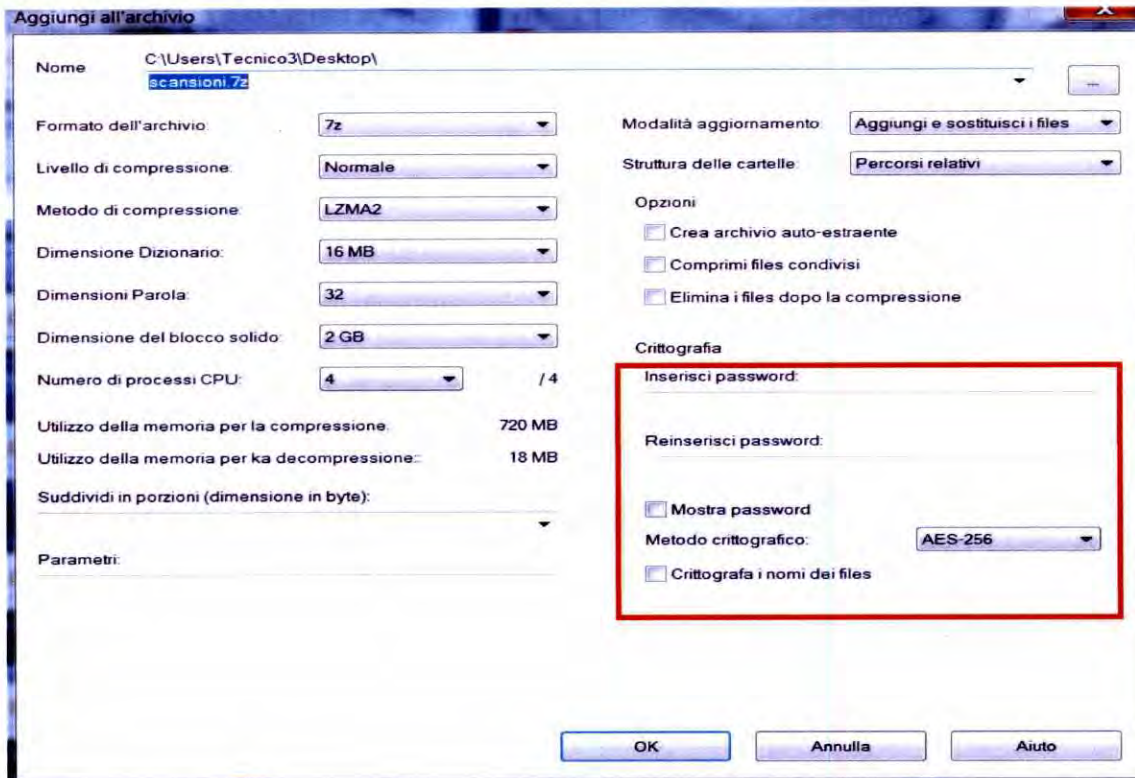 Aggiungi all'archivio
X
Nome
C:\Users\Tecnico3\Desktop\
scansioni.7z
...
Formato dell'archivio:
7z
Livello di compressione:
Normale
Metodo di compressione:
LZMA2
Dimensione Dizionario:
16 MB
Dimensioni Parola:
32
Dimensione del blocco solido:
2 GB
Numero di processi CPU:
4
/ 4
Utilizzo della memoria per la compressione:
720 MB
Utilizzo della memoria per ka decompressione::
18 MB
Suddividi in porzioni (dimensione in byte):
Parametri:
Modalità aggiornamento:
Aggiungi e sostituisci i files
Struttura delle cartelle:
Percorsi relativi
Opzioni
Crea archivio auto-estraente
Comprimi files condivisi
Elimina i files dopo la compressione
Crittografia
Inserisci password:
Reinserisci password:
Mostra password
Metodo crittografico:
AES-256
Crittografa i nomi dei files
OK
Annulla
Aiuto